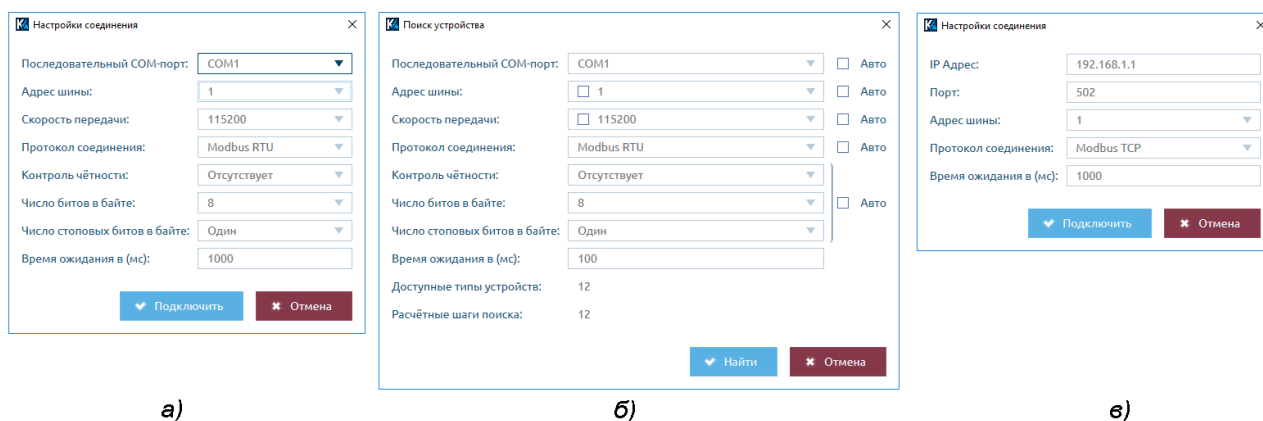 Настройки соединения
Последовательный COM-порт: COM1
Адрес шины: 1
Скорость передачи: 115200
Протокол соединения: Modbus RTU
Контроль чётности: Отсутствует
Число битов в байте: 8
Число стоповых битов в байте: Один
Время ожидания в (мс): 1000
Подключить Отмена
а)
Поиск устройства
Последовательный COM-порт: COM1 Авто
Адрес шины: 1 Авто
Скорость передачи: 115200 Авто
Протокол соединения: Modbus RTU Авто
Контроль чётности: Отсутствует
Число битов в байте: 8 Авто
Число стоповых битов в байте: Один
Время ожидания в (мс): 100
Доступные типы устройств: 12
Расчётные шаги поиска: 12
Найти Отмена
б)
Настройки соединения
IP Адрес: 192.168.1.1
Порт: 502
Адрес шины: 1
Протокол соединения: Modbus TCP
Время ожидания в (мс): 1000
Подключить Отмена
в)